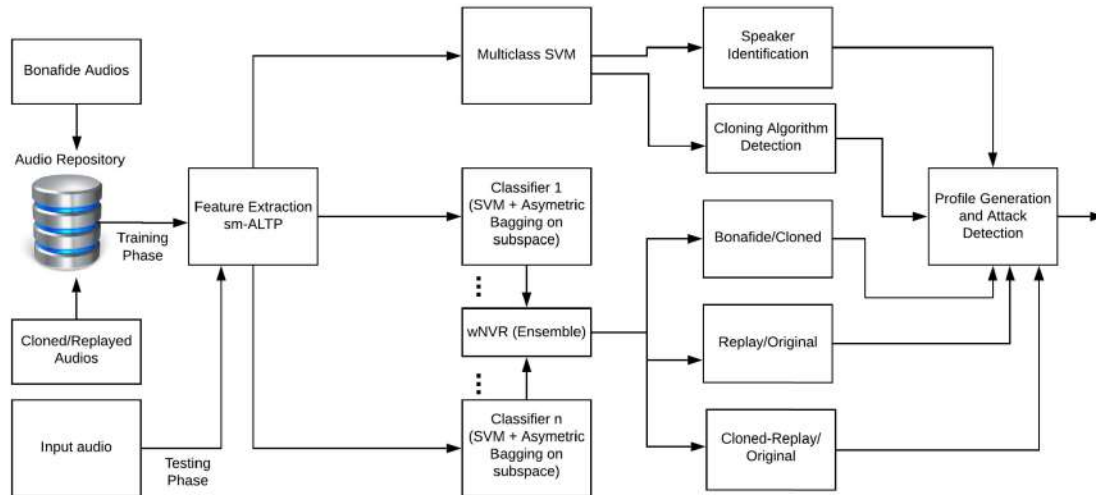 Bonafide Audios
Audio Repository
Training
Phase
Cloned/Replayed
Audios
Input audio
Testing
Phase
Feature Extraction
sm-ALTP
Multiclass SVM
Classifier 1
(SVM + Asymetric
Bagging on
subspace)
wNVR (Ensemble)
Classifier n
(SVM + Asymetric
Bagging on
subspace)
Speaker
Identification
Cloning Algorithm
Detection
Bonafide/Cloned
Replay/Original
Cloned-Replay/
Original
Profile Generation
and Attack
Detection